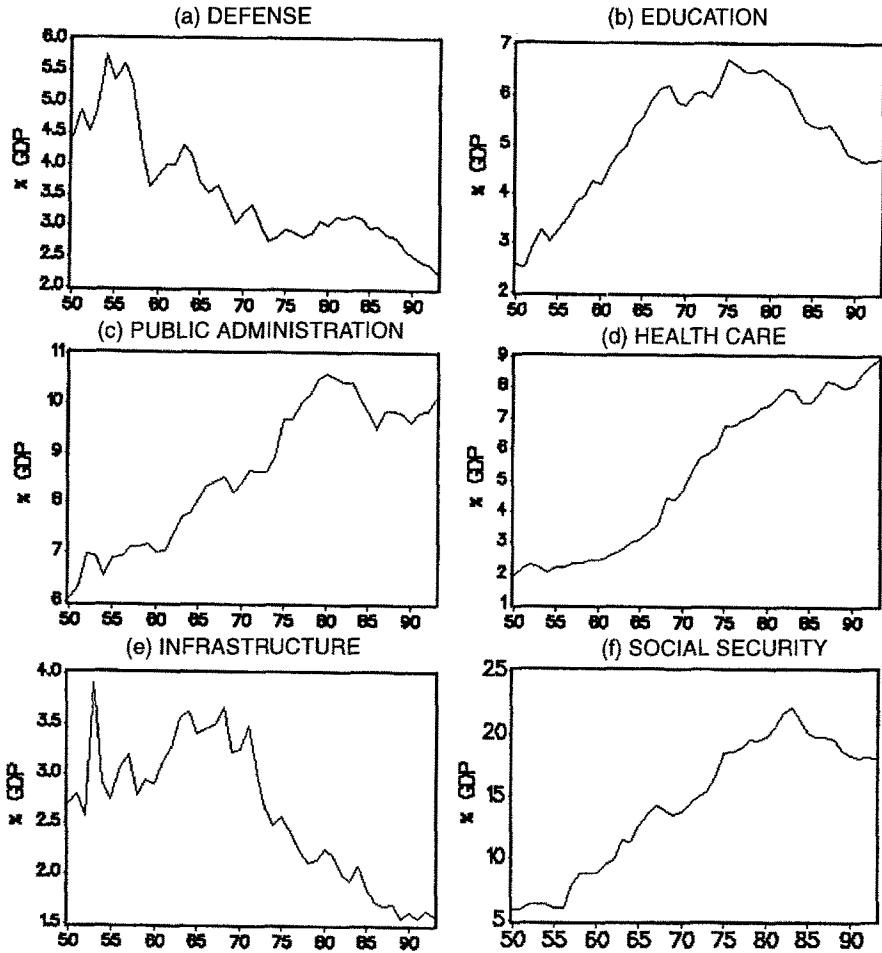 (a) DEFENSE
6.0
5.5
5.0
4.5
4.0
3.5
3.0
2.5
2.0
% GDP
50 55 60 65 70 75 80 85 90
(b) EDUCATION
7
6
5
4
3
2
% GDP
50 55 60 65 70 75 80 85 90
(c) PUBLIC ADMINISTRATION
11
10
9
8
7
6
% GDP
50 55 60 65 70 75 80 85 90
(d) HEALTH CARE
9
8
7
6
5
4
3
2
1
% GDP
50 55 60 65 70 75 80 85 90
(e) INFRASTRUCTURE
4.0
3.5
3.0
2.5
2.0
1.5
% GDP
50 55 60 65 70 75 80 85 90
(f) SOCIAL SECURITY
25
20
15
10
5
% GDP
50 55 60 65 70 75 80 85 90